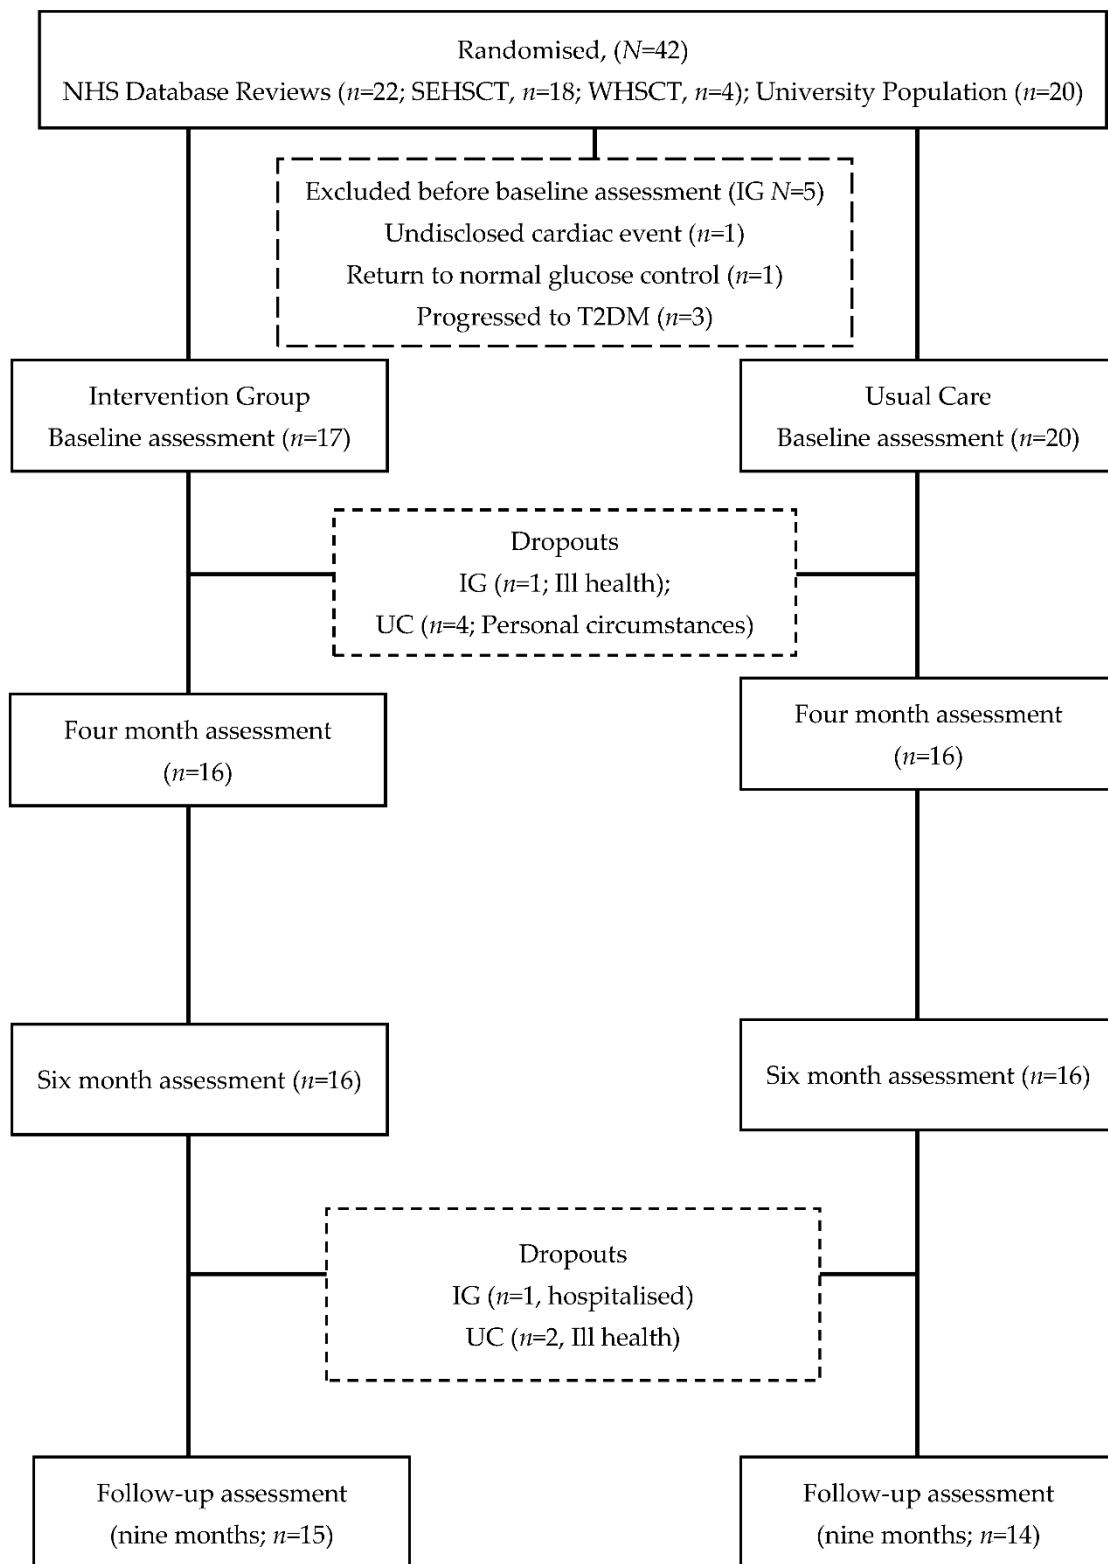 Randomised, (N=42)
NHS Database Reviews (n=22; SEHSCT, n=18; WHSCT, n=4); University Population (n=20)
Excluded before baseline assessment (IG N=5)
Undisclosed cardiac event (n=1)
Return to normal glucose control (n=1)
Progressed to T2DM (n=3)
Intervention Group
Baseline assessment (n=17)
Usual Care
Baseline assessment (n=20)
Dropouts
IG (n=1; Ill health);
UC (n=4; Personal circumstances)
Four month assessment
(n=16)
Four month assessment
(n=16)
Six month assessment (n=16)
Six month assessment (n=16)
Dropouts
IG (n=1, hospitalised)
UC (n=2, Ill health)
Follow-up assessment
(nine months; n=15)
Follow-up assessment
(nine months; n=14)